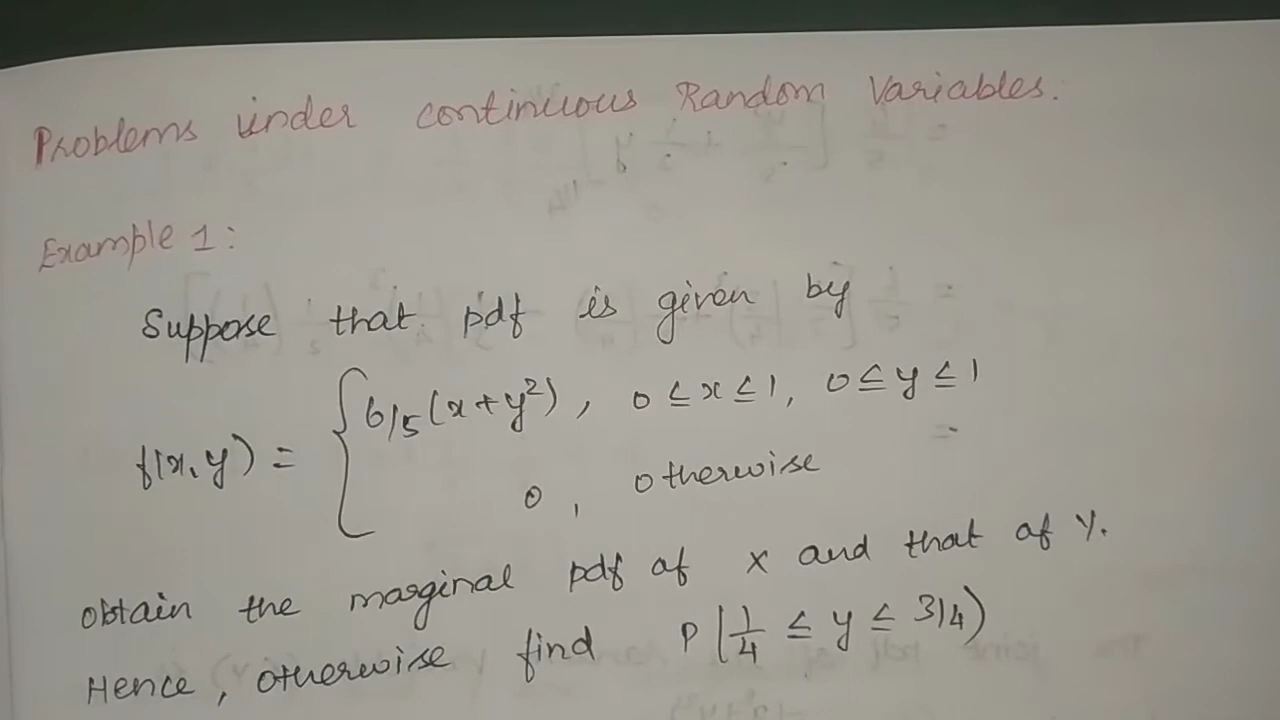 Problems under continuous Random Variables.
Example 1:
Suppose that pdf is given by
f(x,y) = { 6/5 (x+y²), 0 ≤ x ≤ 1, 0 ≤ y ≤ 1
0, otherwise
obtain the marginal pdf of x and that of y.
Hence, otherwise find P(1/4 ≤ y ≤ 3/4)